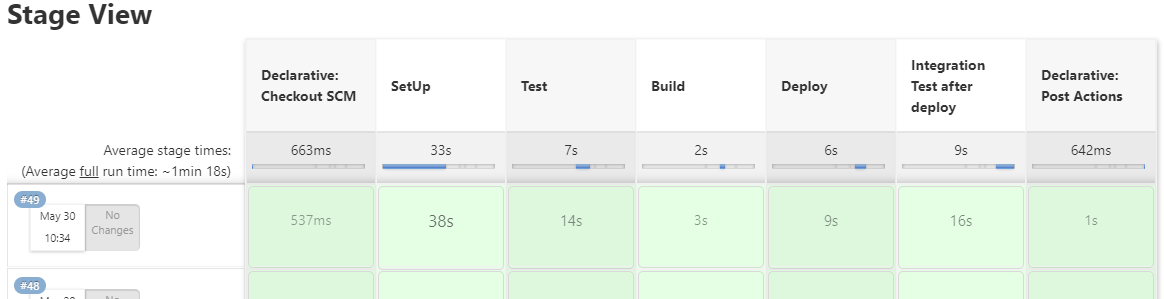 Stage View
Declarative:
Checkout SCM
SetUp
Test
Build
Deploy
Integration
Test after
deploy
Declarative:
Post Actions
Average stage times:
(Average full run time: ~1min 18s)
663ms
33s
7s
2s
6s
9s
642ms
#49
May 30
10:34
No
Changes
537ms
38s
14s
3s
9s
16s
1s
#48
May 30
No